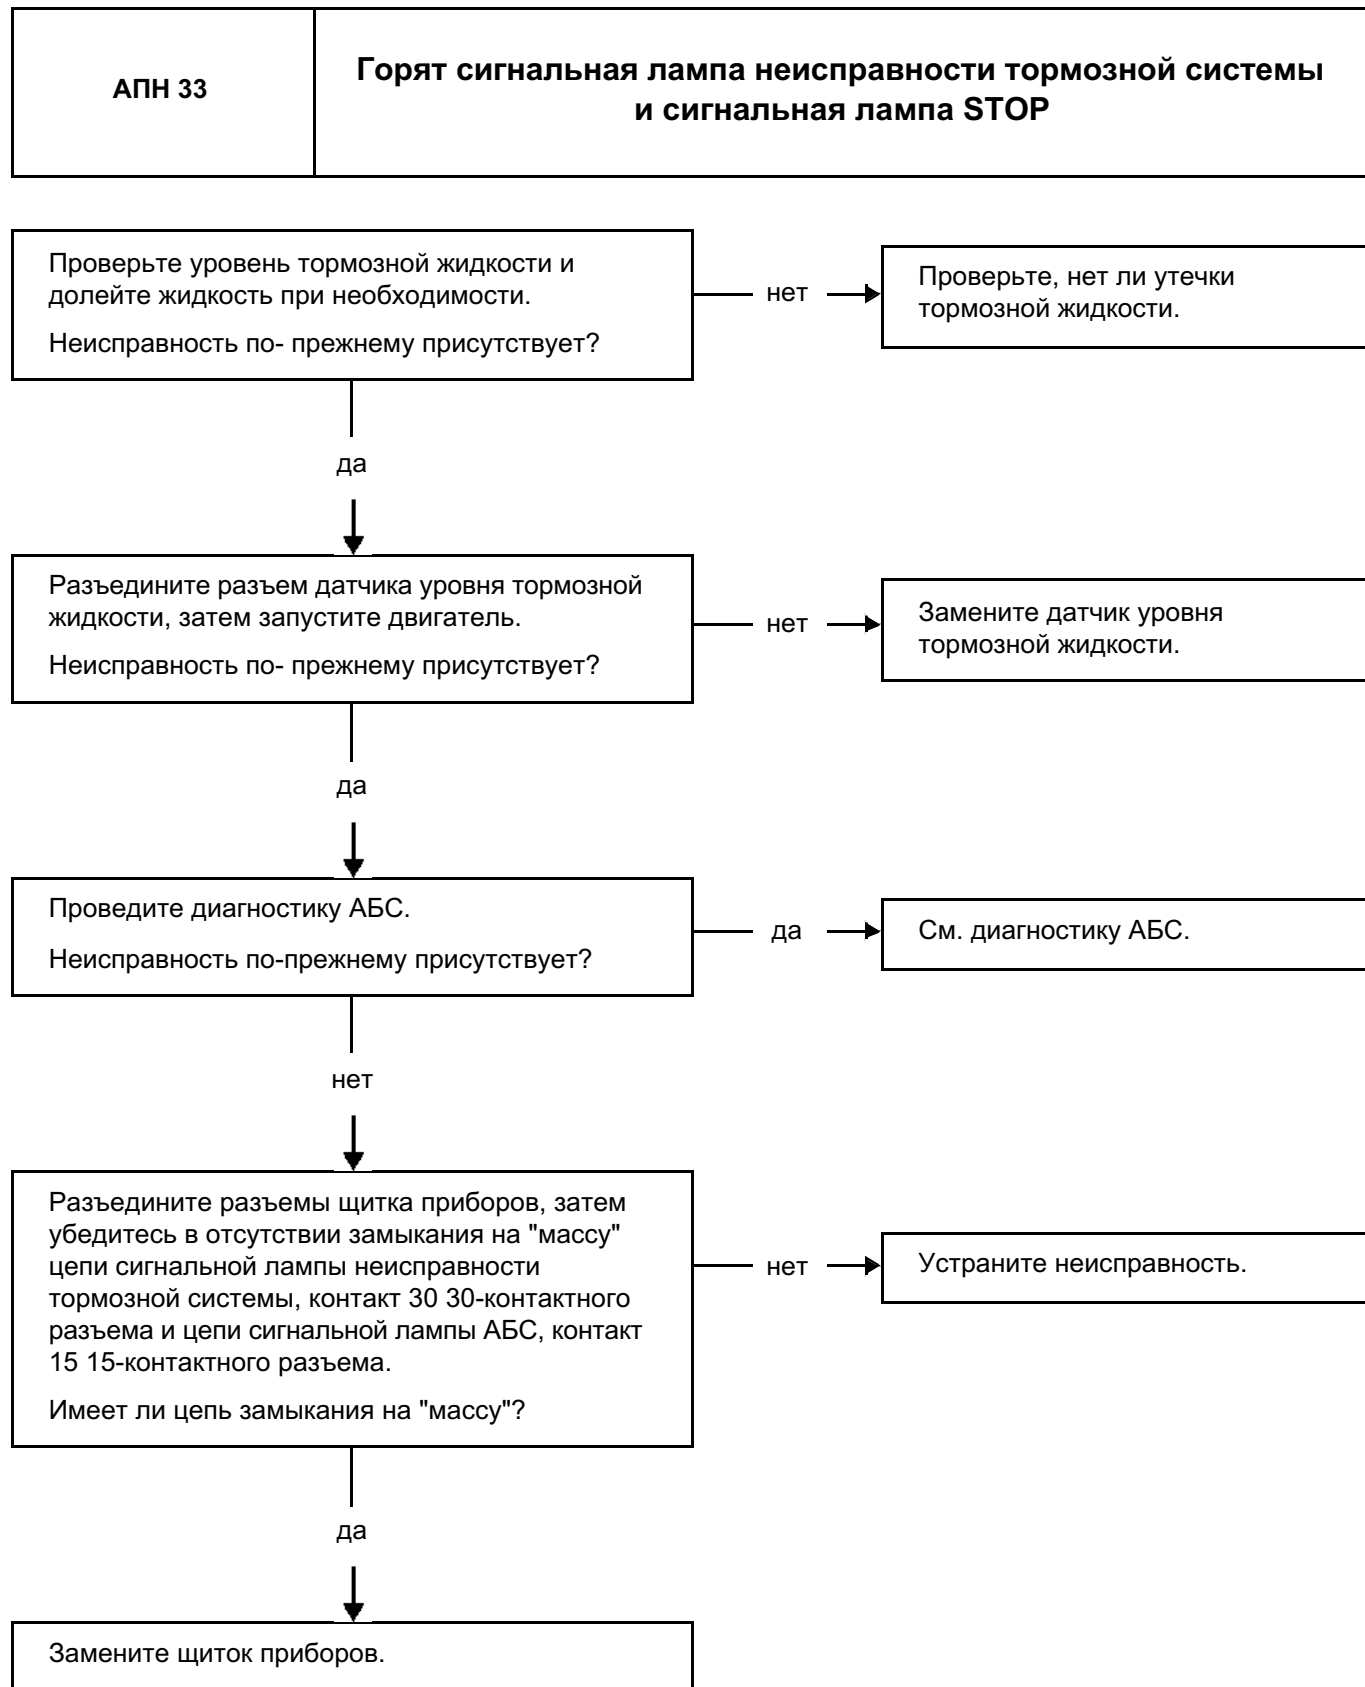 АПН 33
Горят сигнальная лампа неисправности тормозной системы
и сигнальная лампа STOP
Проверьте уровень тормозной жидкости и
долейте жидкость при необходимости.
Неисправность по- прежнему присутствует?
нет
Проверьте, нет ли утечки
тормозной жидкости.
да
Разъедините разъем датчика уровня тормозной
жидкости, затем запустите двигатель.
Неисправность по- прежнему присутствует?
нет
Замените датчик уровня
тормозной жидкости.
да
Проведите диагностику АБС.
Неисправность по-прежнему присутствует?
да
См. диагностику АБС.
нет
Разъедините разъемы щитка приборов, затем
убедитесь в отсутствии замыкания на "массу"
цепи сигнальной лампы неисправности
тормозной системы, контакт 30 30-контактного
разъема и цепи сигнальной лампы АБС, контакт
15 15-контактного разъема.
Имеет ли цепь замыкания на "массу"?
нет
Устраните неисправность.
да
Замените щиток приборов.